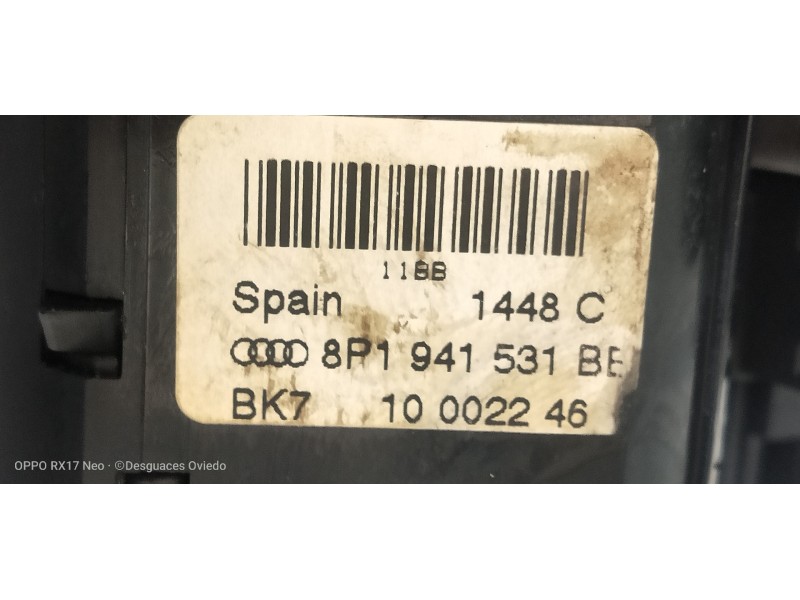 11BB
Spain 1448 C
8P1 941 531 BE
BK7 10 0022 46
OPPO RX17 Neo · ©Desguaces Oviedo